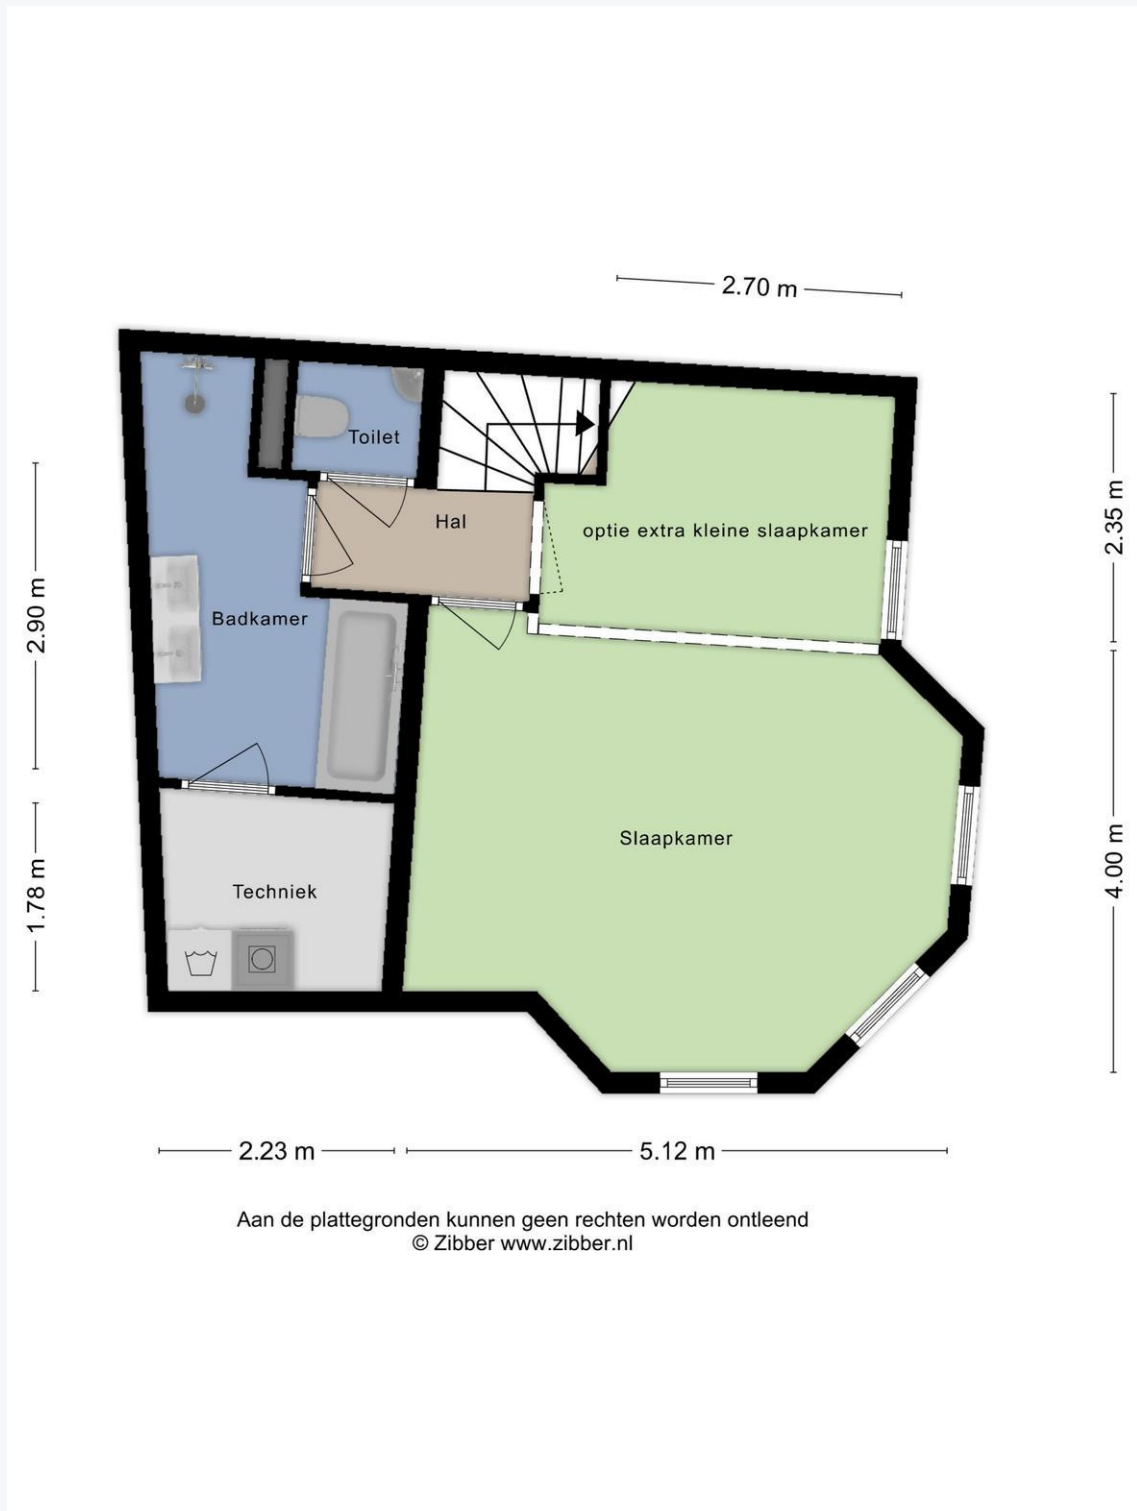 2.70 m
Toilet
Hal
optie extra kleine slaapkamer
2.35 m
2.90 m
Badkamer
Slaapkamer
4.00 m
Techniek
1.78 m
2.23 m
5.12 m
Aan de plattegronden kunnen geen rechten worden ontleend
© Zibber www.zibber.nl